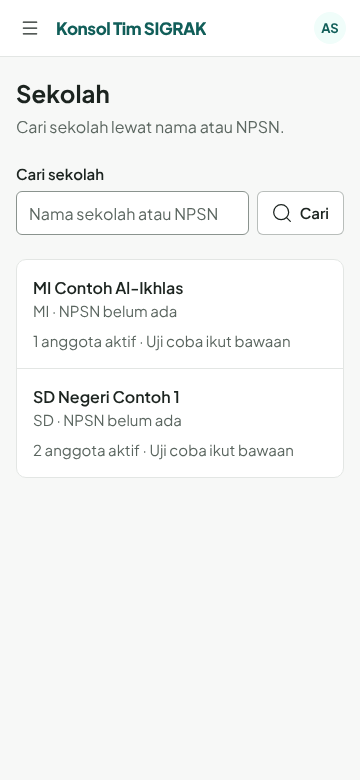 Konsol Tim SIGRAK
AS
Sekolah
Cari sekolah lewat nama atau NPSN.
Cari sekolah
Nama sekolah atau NPSN
Cari
MI Contoh Al-Ikhlas
MI · NPSN belum ada
1 anggota aktif · Uji coba ikut bawaan
SD Negeri Contoh 1
SD · NPSN belum ada
2 anggota aktif · Uji coba ikut bawaan